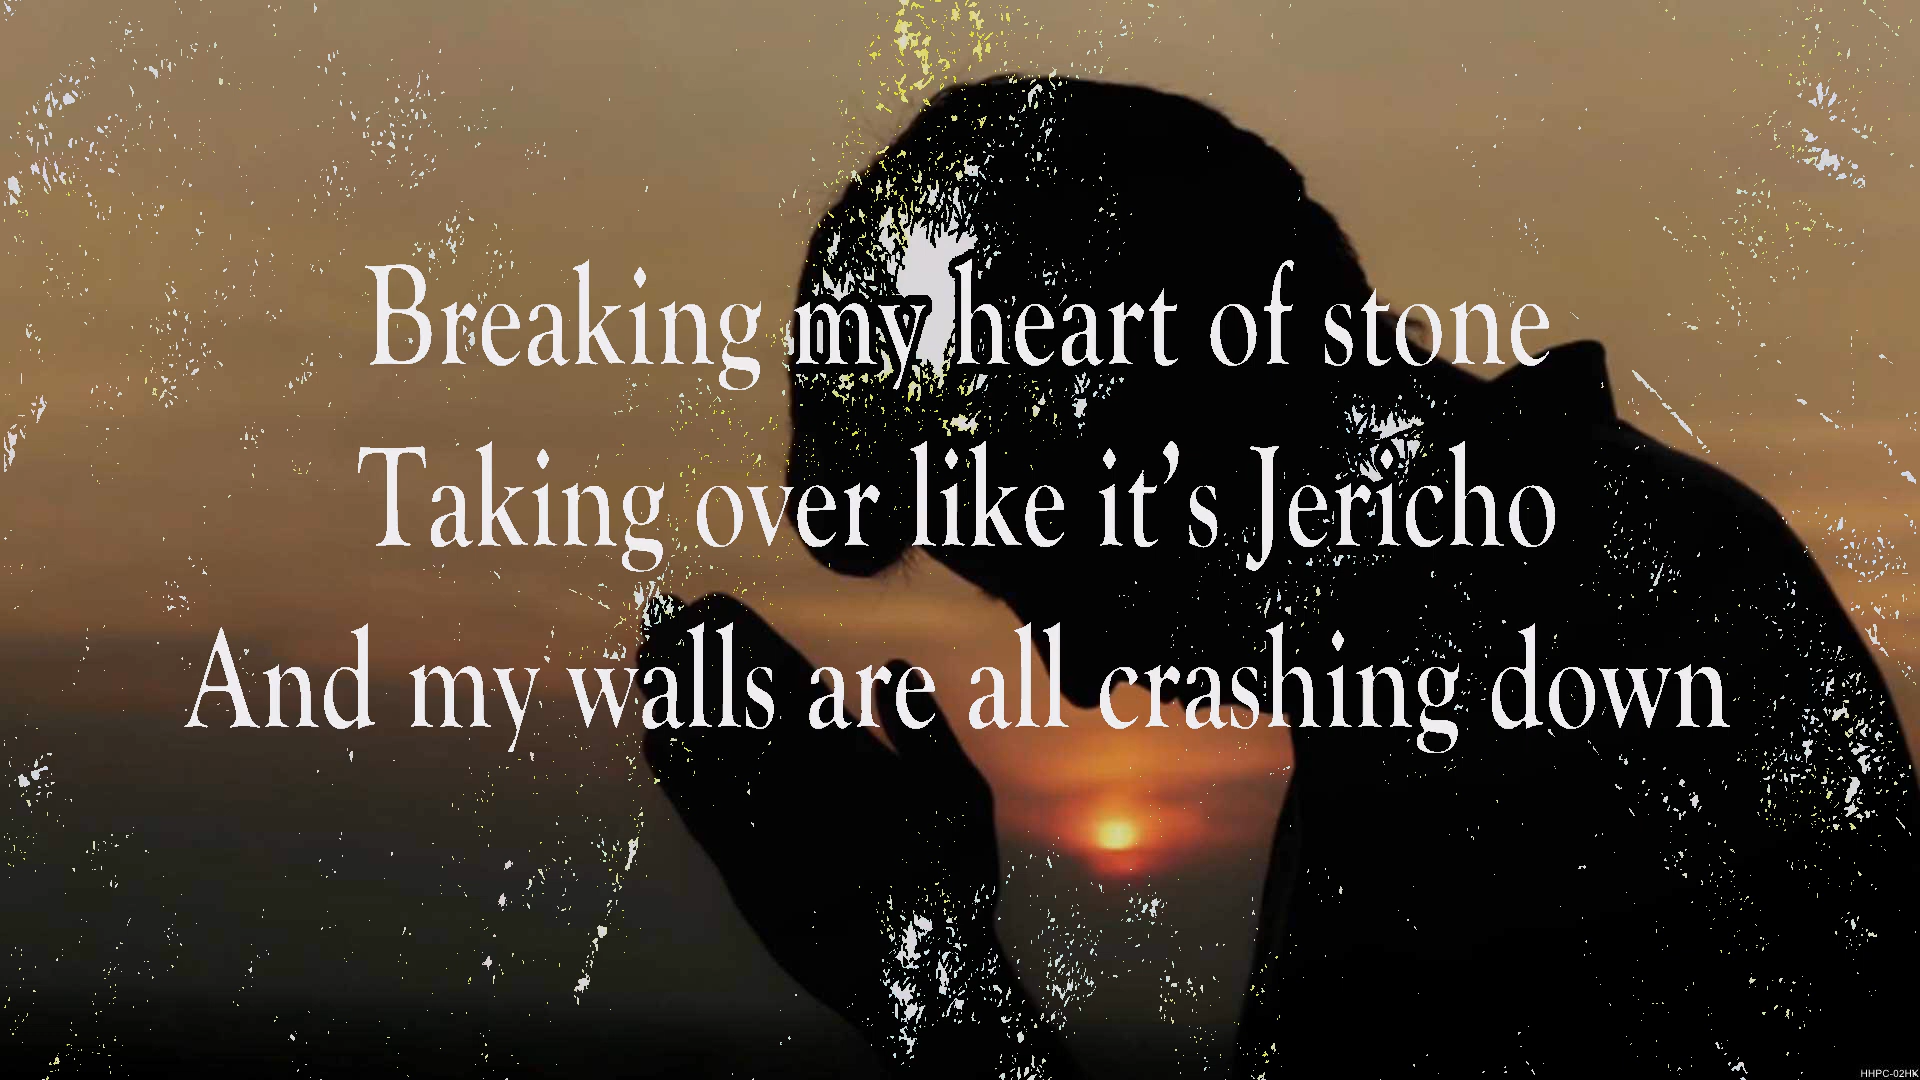 Breaking my heart of stone
Taking over like it’s Jericho
And my walls are all crashing down
HHPC-02HK